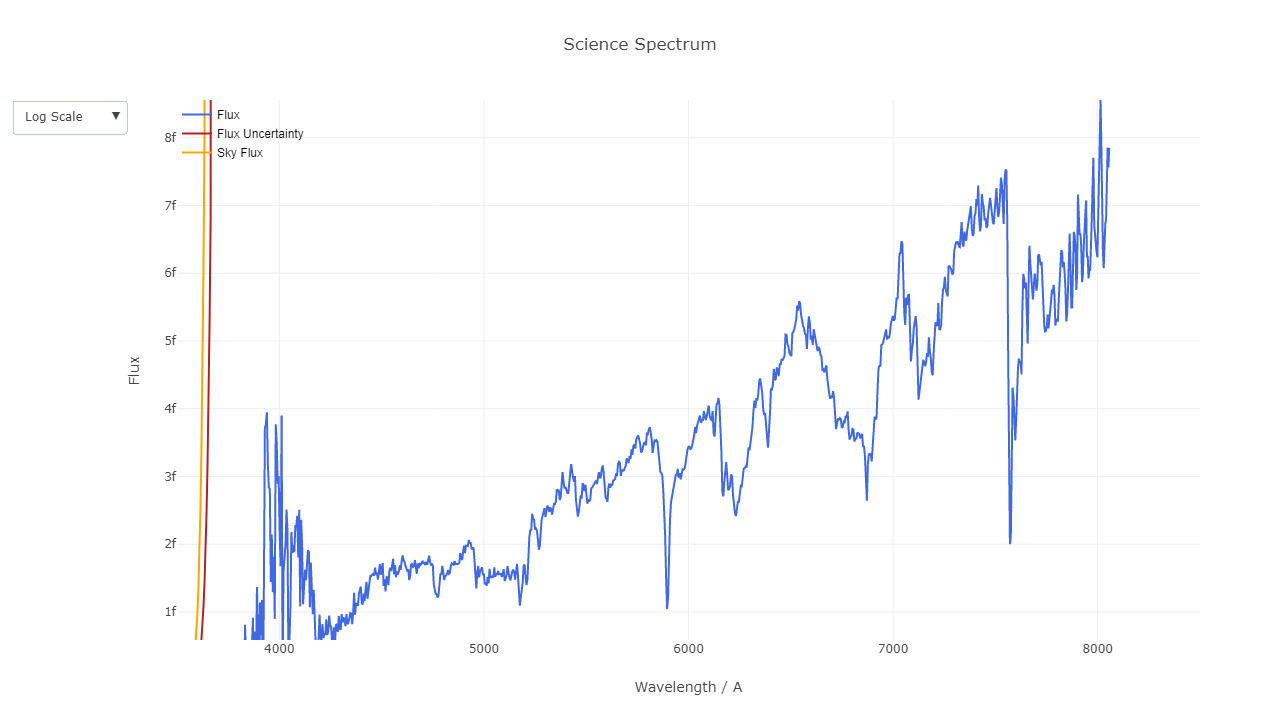 Science Spectrum
Log Scale ▼
Flux
Flux Uncertainty
Sky Flux
8f
7f
6f
5f
4f
3f
2f
1f
Flux
4000 5000 6000 7000 8000
Wavelength / A